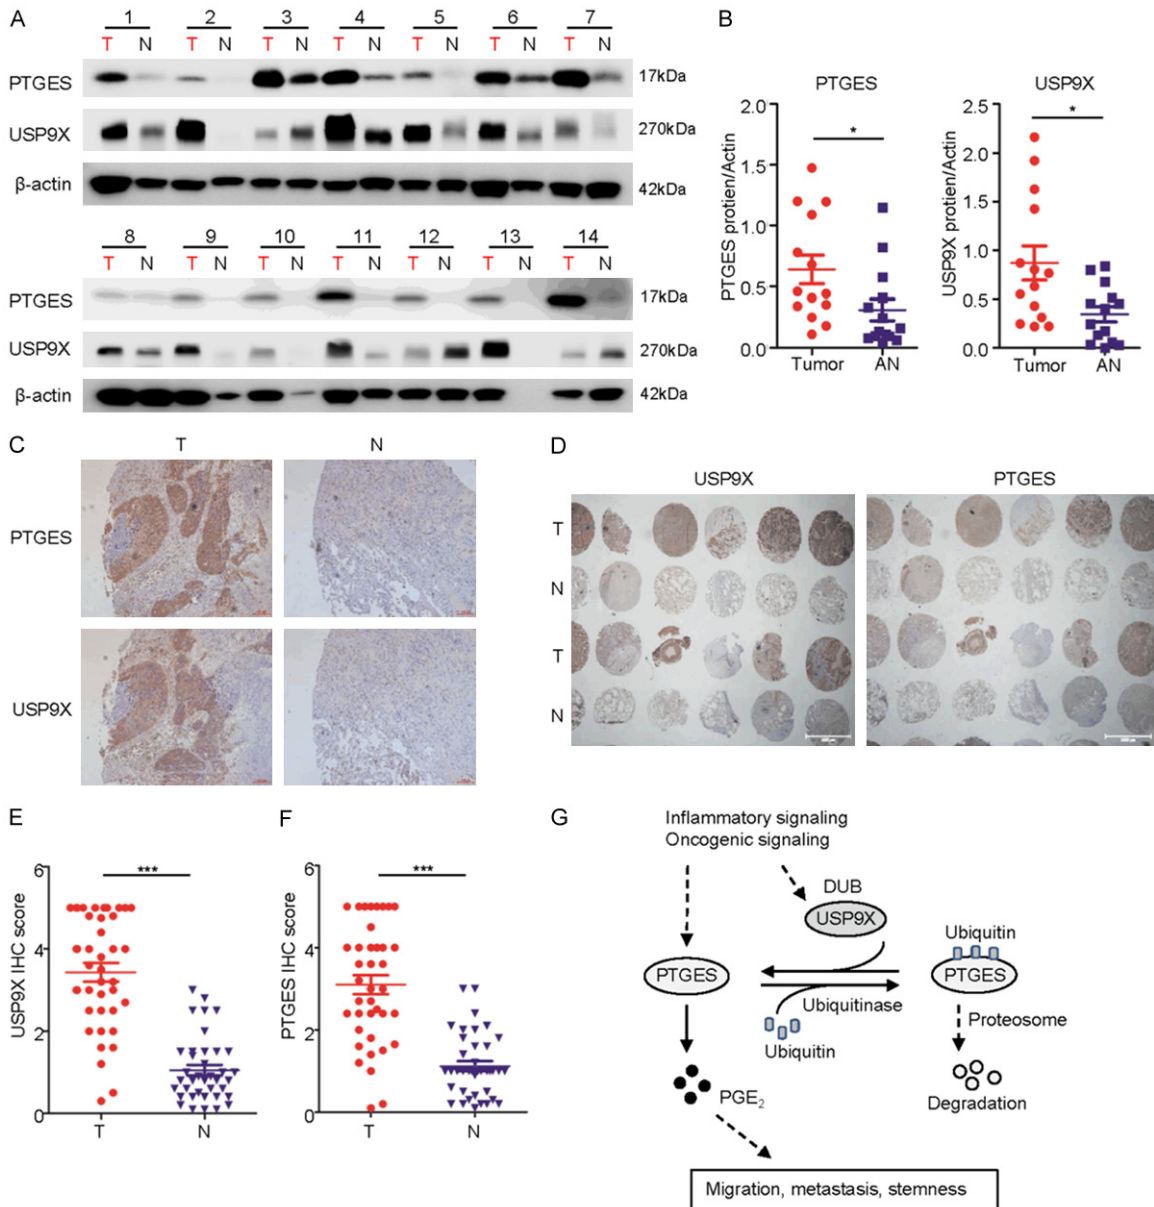 A
1 2 3 4 5 6 7
T N T N T N T N T N T N T N
PTGES 17kDa
USP9X 270kDa
β-actin 42kDa
8 9 10 11 12 13 14
T N T N T N T N T N T N T N
PTGES 17kDa
USP9X 270kDa
β-actin 42kDa
B
PTGES
PTGES protien/Actin
2.0
1.5
1.0
0.5
0.0
*
Tumor AN
USP9X
USP9X protien/Actin
2.5
2.0
1.5
1.0
0.5
0.0
*
Tumor AN
C
T N
PTGES
USP9X
D
USP9X PTGES
T
N
T
N
E
USP9X IHC score
6
4
2
0
***
T N
F
PTGES IHC score
6
4
2
0
***
T N
G
Inflammatory signaling
Oncogenic signaling
DUB
USP9X
Ubiquitin
PTGES
PTGES
Ubiquitinase
Ubiquitin
Proteosome
PGE₂
Degradation
Migration, metastasis, stemness